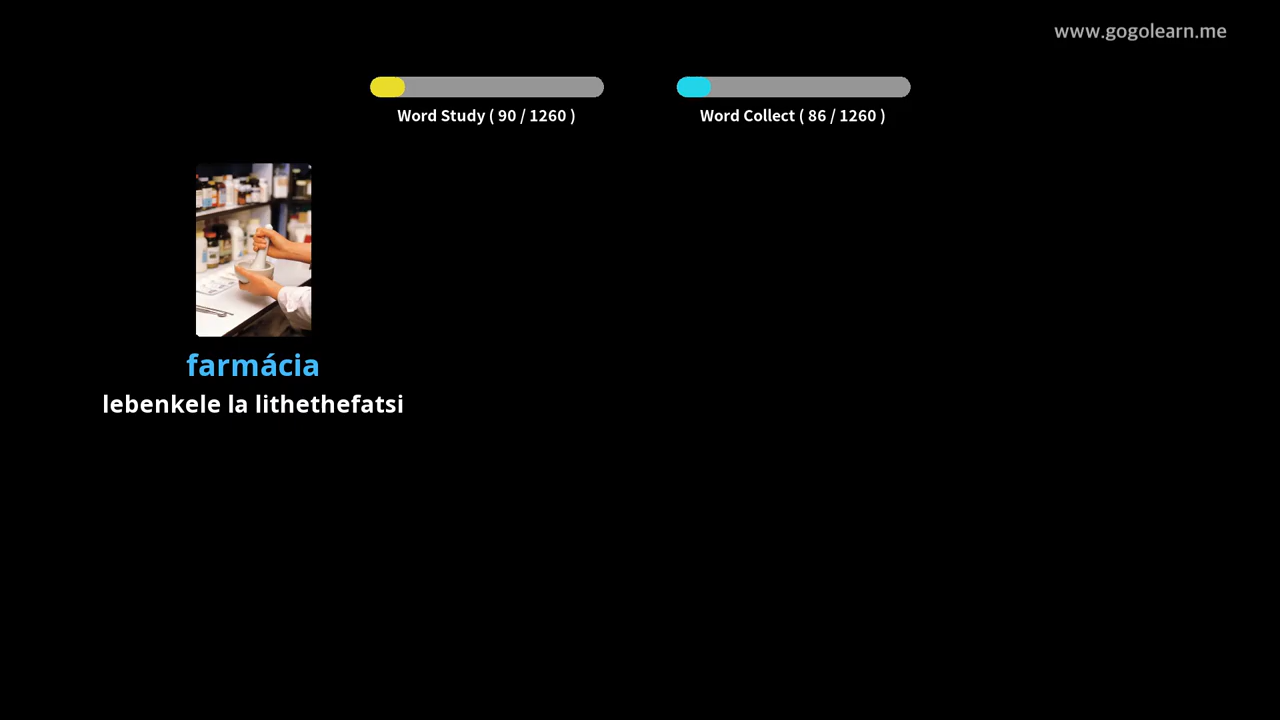 www.gogolearn.me
Word Study ( 90 / 1260 )
Word Collect ( 86 / 1260 )
farmácia
lebenkele la lithethefatsi